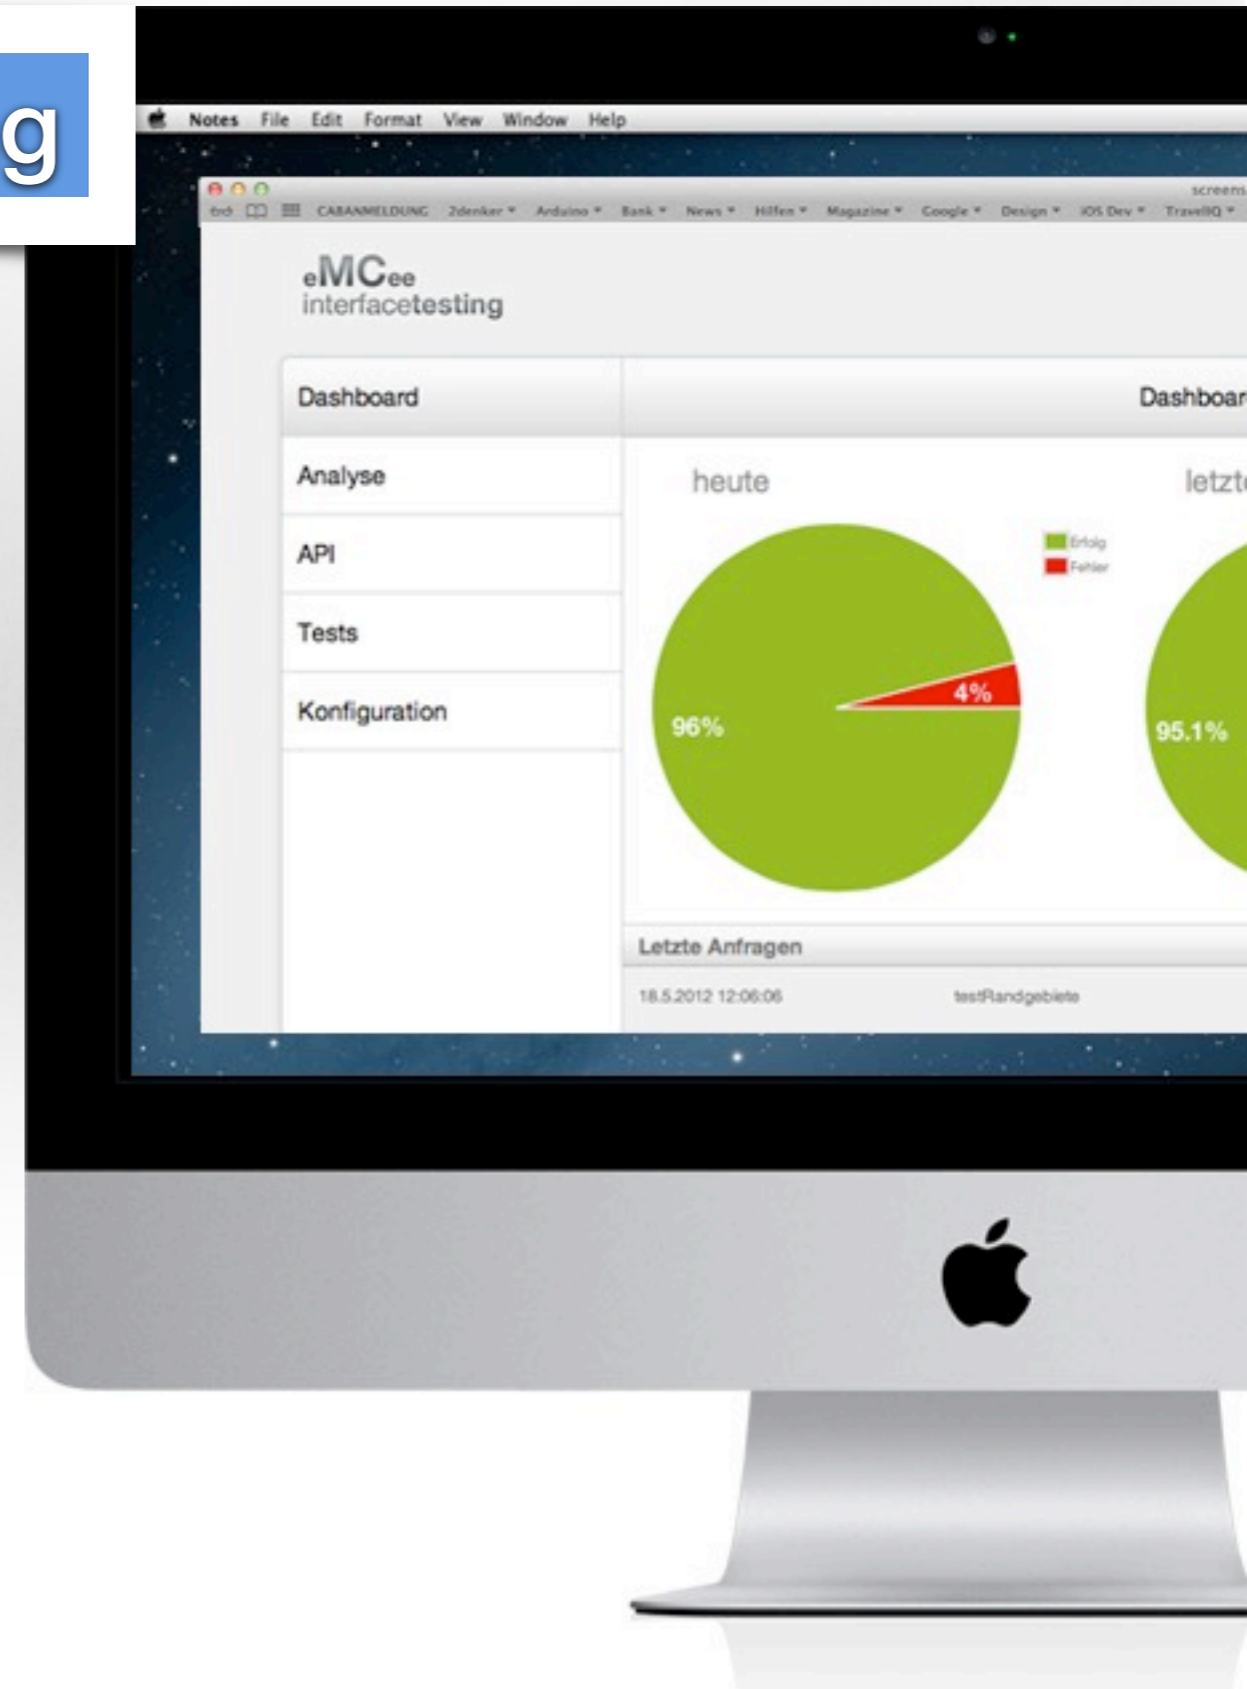 g
Notes File Edit Format View Window Help
screens
CABANMELDUNG 2denker Arduino Bank News Hilfen Magazine Google Design iOS Dev TravelIQ
eMCee
interfacetesting
Dashboard
Dashboar
Analyse
heute
letzte
API
Erfolg
Fehler
Tests
4%
Konfiguration
96%
95.1%
Letzte Anfragen
18.5.2012 12:06:06 testRandgebiete